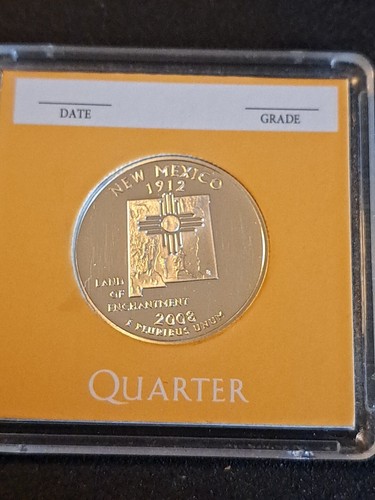 DATE
GRADE
NEW MEXICO
1912
LAND
OF
ENCHANTMENT
2008
E PLURIBUS UNUM
QUARTER